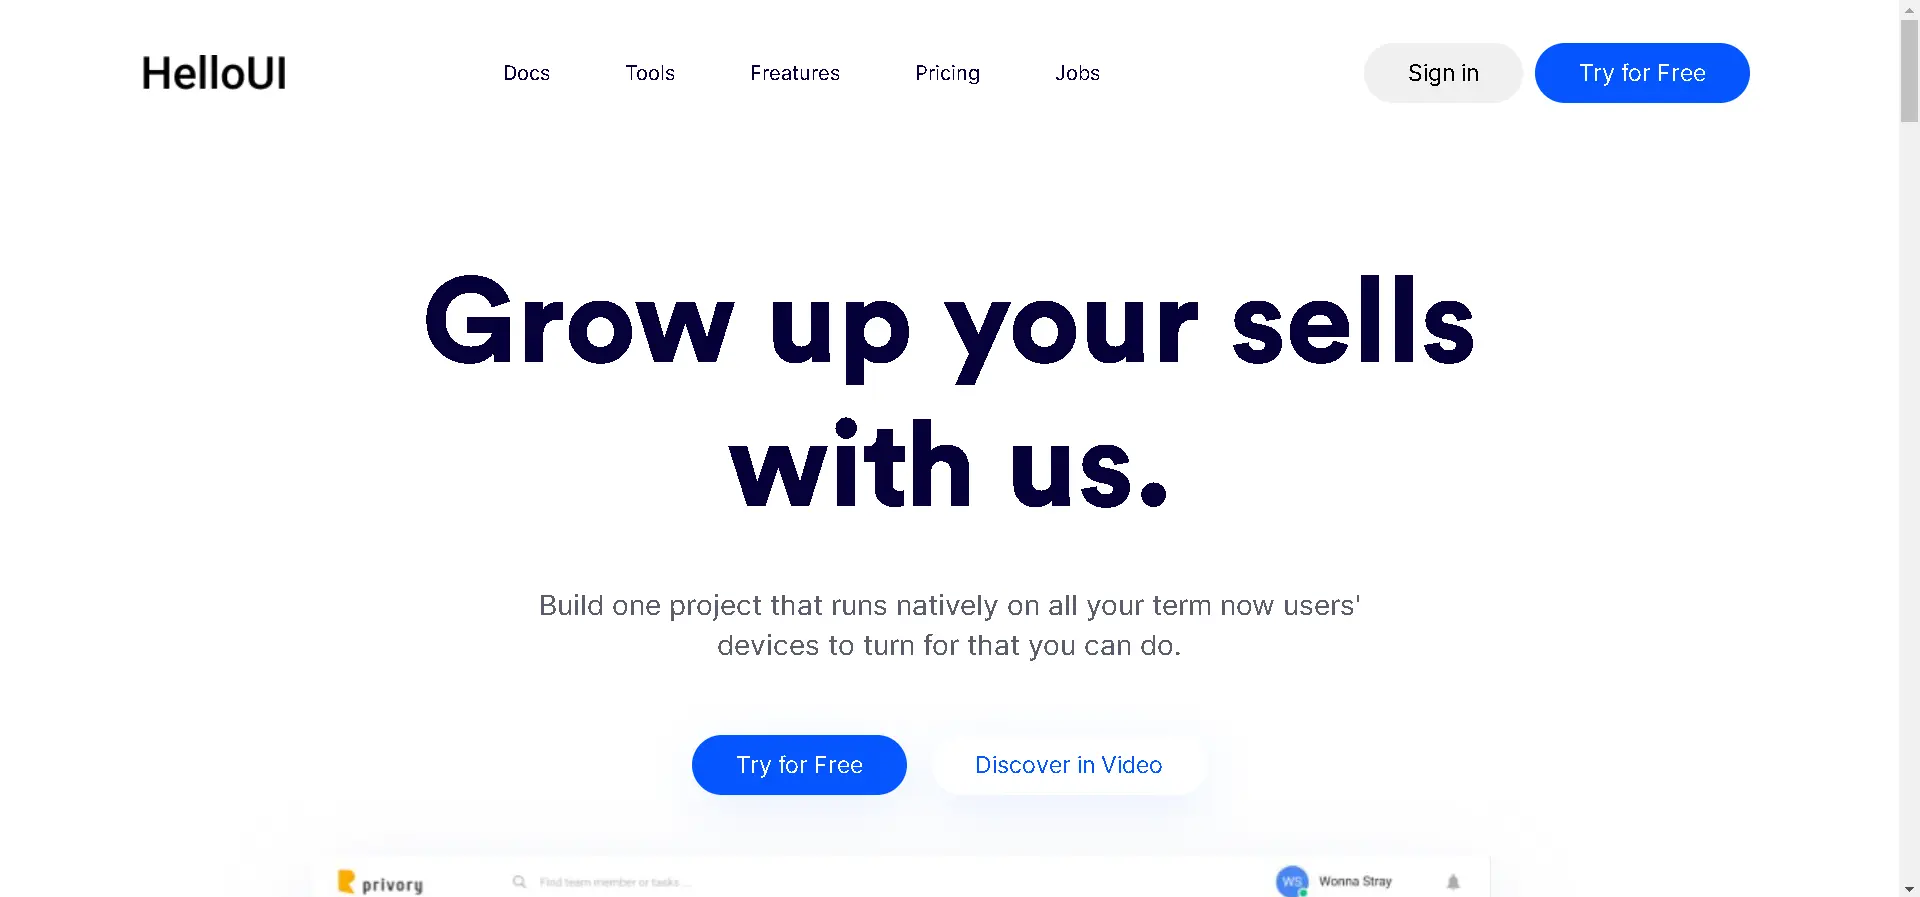 HelloUI
Docs Tools Freatures Pricing Jobs Sign in Try for Free
Grow up your sells
with us.
Build one project that runs natively on all your term now users'
devices to turn for that you can do.
Try for Free Discover in Video
privory Find team member or tasks ... WS Wonna Stray